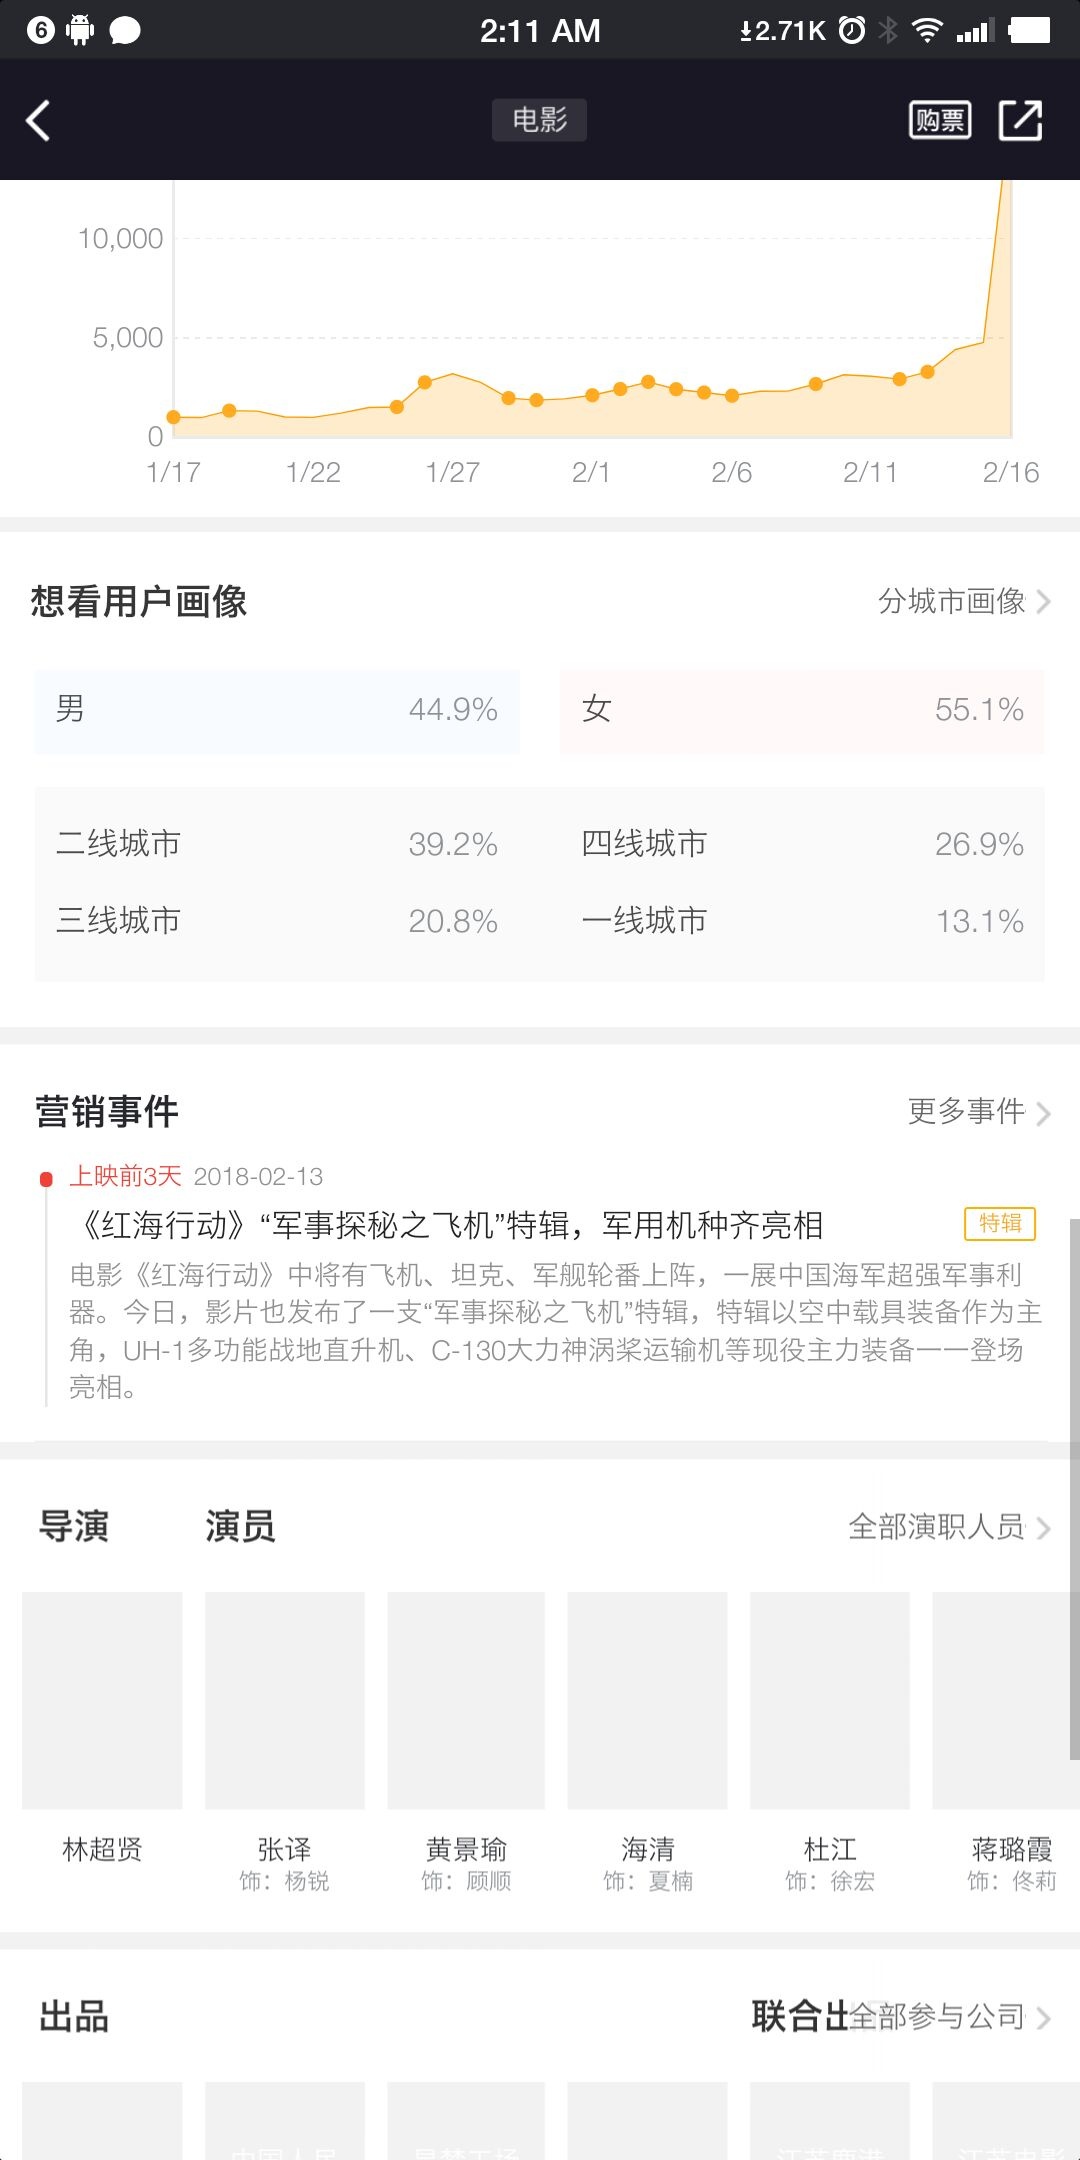 6 2:11 AM 2.71K
电影 购票
10,000
5,000
0
1/17 1/22 1/27 2/1 2/6 2/11 2/16
想看用户画像 分城市画像
男 44.9% 女 55.1%
二线城市 39.2% 四线城市 26.9%
三线城市 20.8% 一线城市 13.1%
营销事件 更多事件
上映前3天 2018-02-13
《红海行动》“军事探秘之飞机”特辑，军用机种齐亮相 特辑
电影《红海行动》中将有飞机、坦克、军舰轮番上阵，一展中国海军超强军事利
器。今日，影片也发布了一支“军事探秘之飞机”特辑，特辑以空中载具装备作为主
角，UH-1多功能战地直升机、C-130大力神涡桨运输机等现役主力装备一一登场
亮相。
导演 演员 全部演职人员
林超贤 张译 黄景瑜 海清 杜江 蒋璐霞
饰：杨锐 饰：顾顺 饰：夏楠 饰：徐宏 饰：佟莉
出品 联合出 全部参与公司